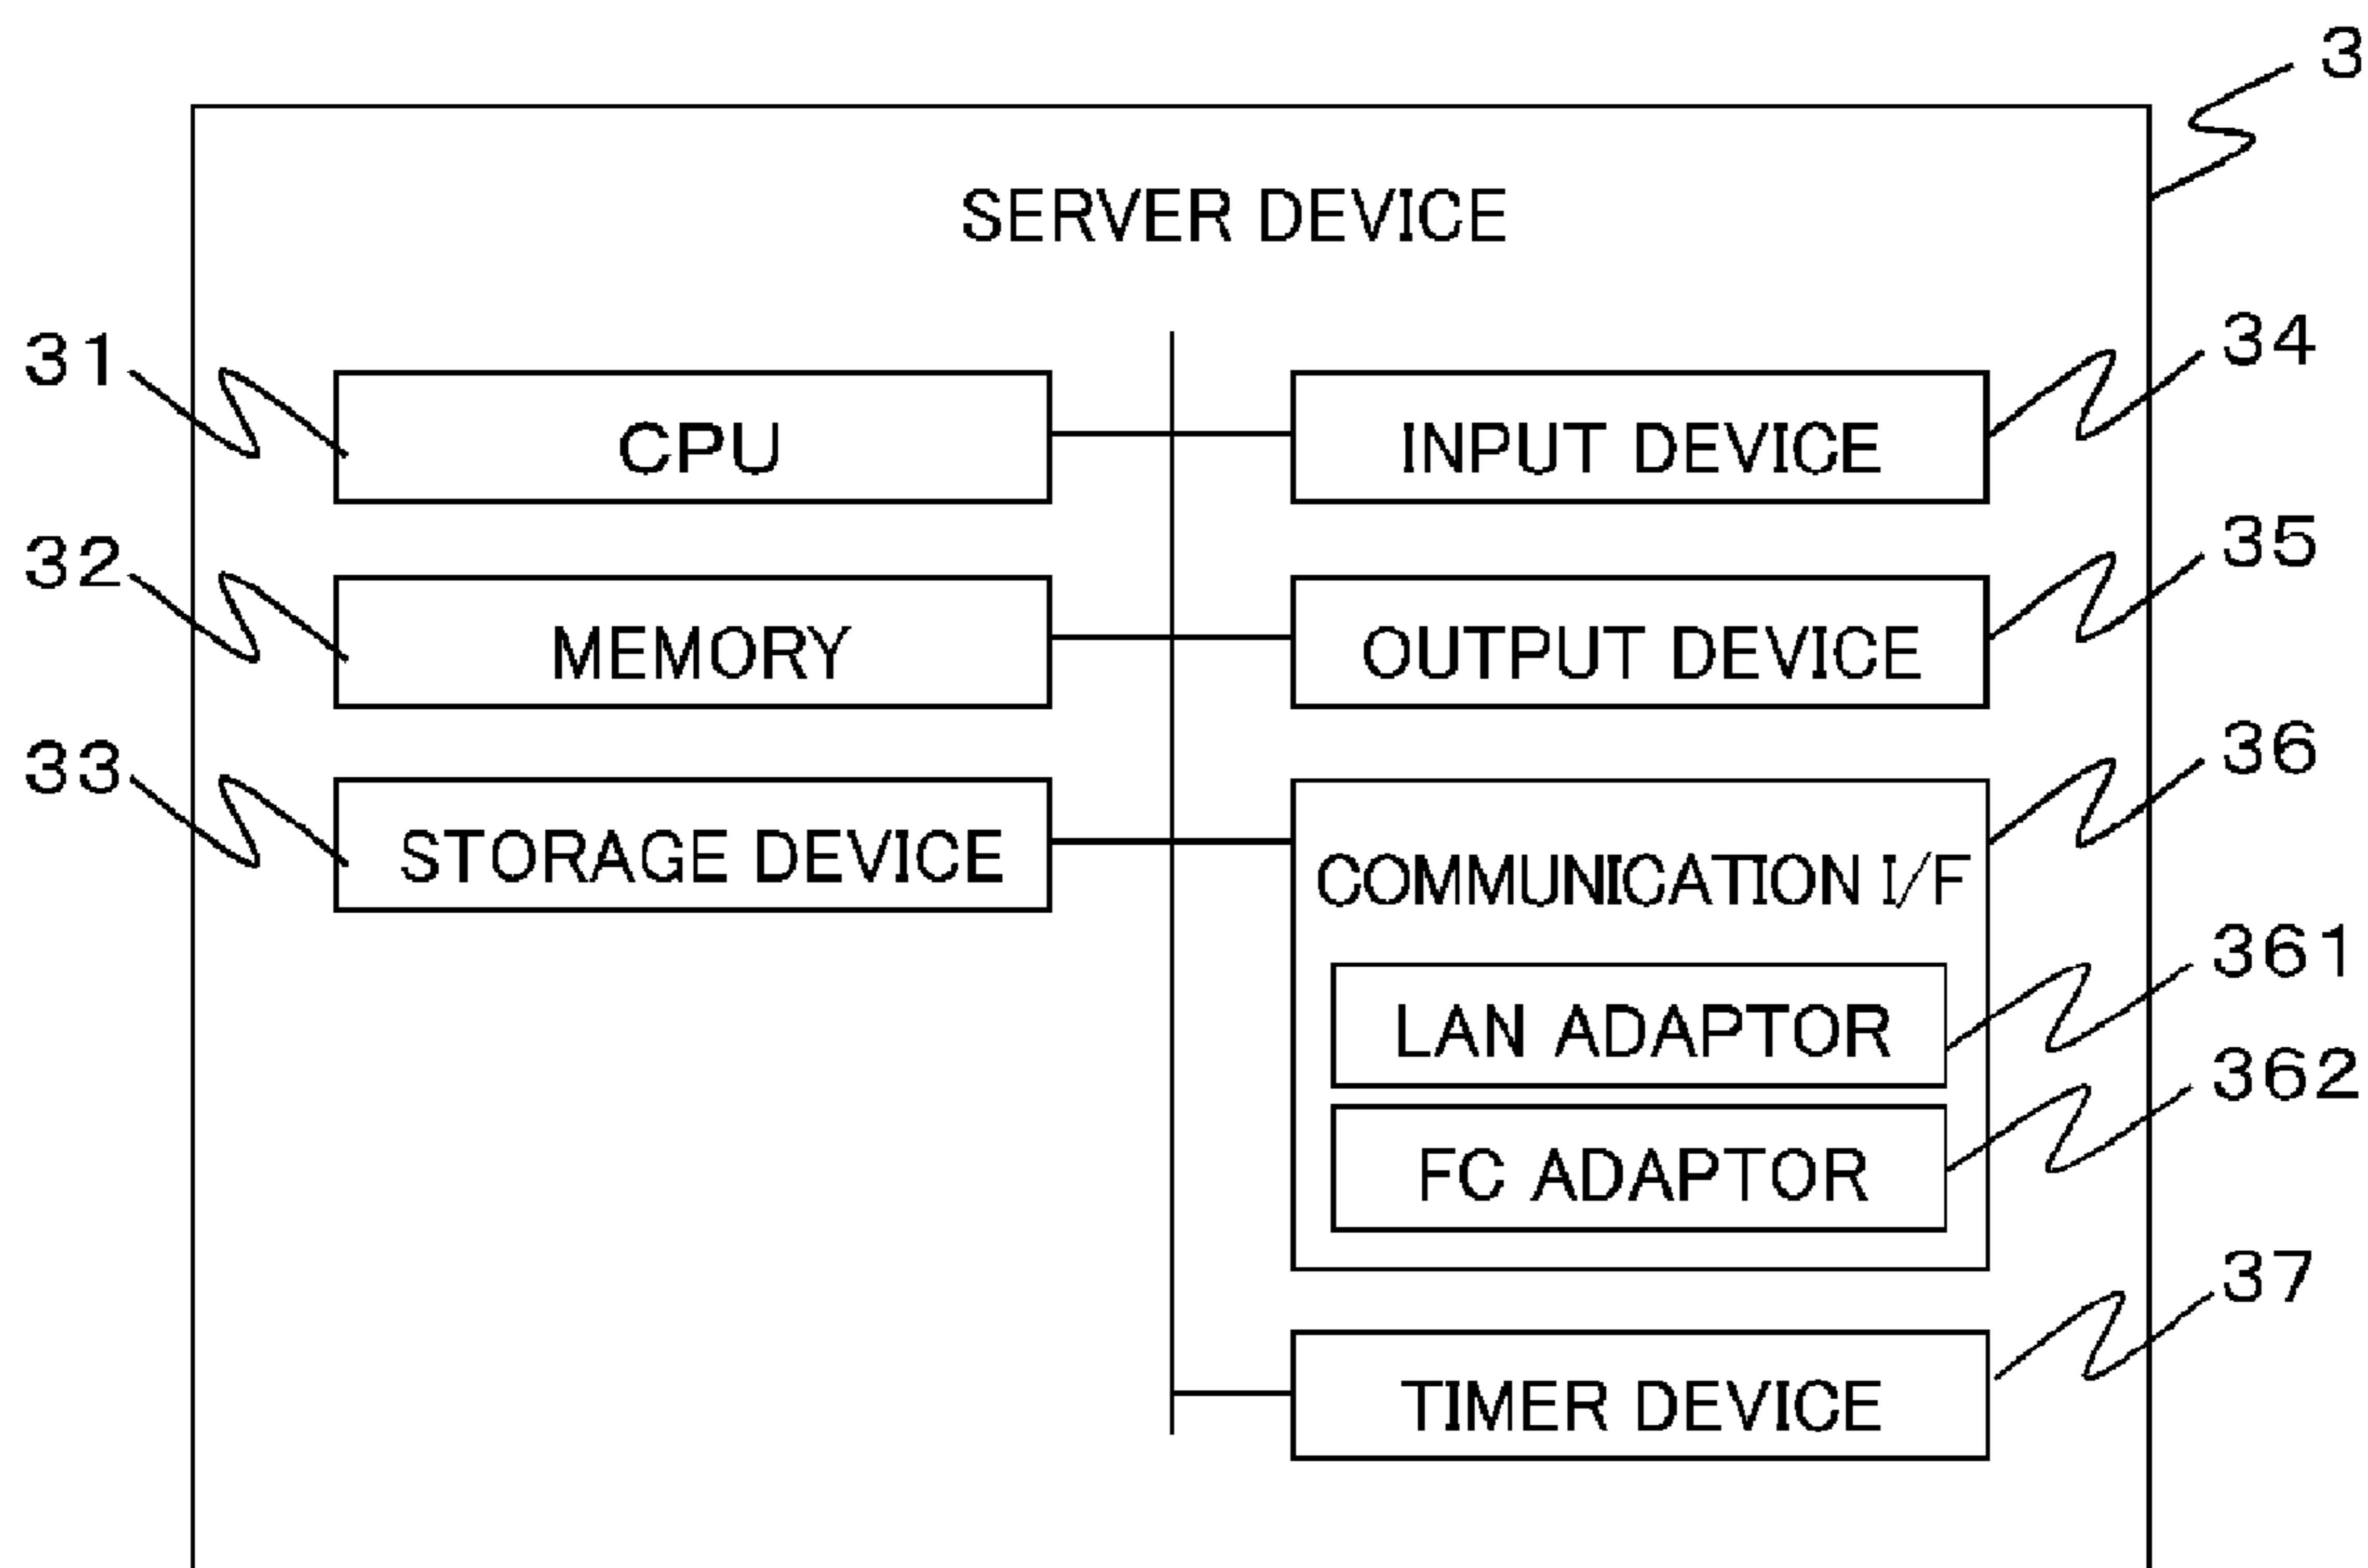 3
SERVER DEVICE
31
CPU
34
INPUT DEVICE
32
MEMORY
35
OUTPUT DEVICE
33
STORAGE DEVICE
36
COMMUNICATION I/F
361
LAN ADAPTOR
362
FC ADAPTOR
37
TIMER DEVICE